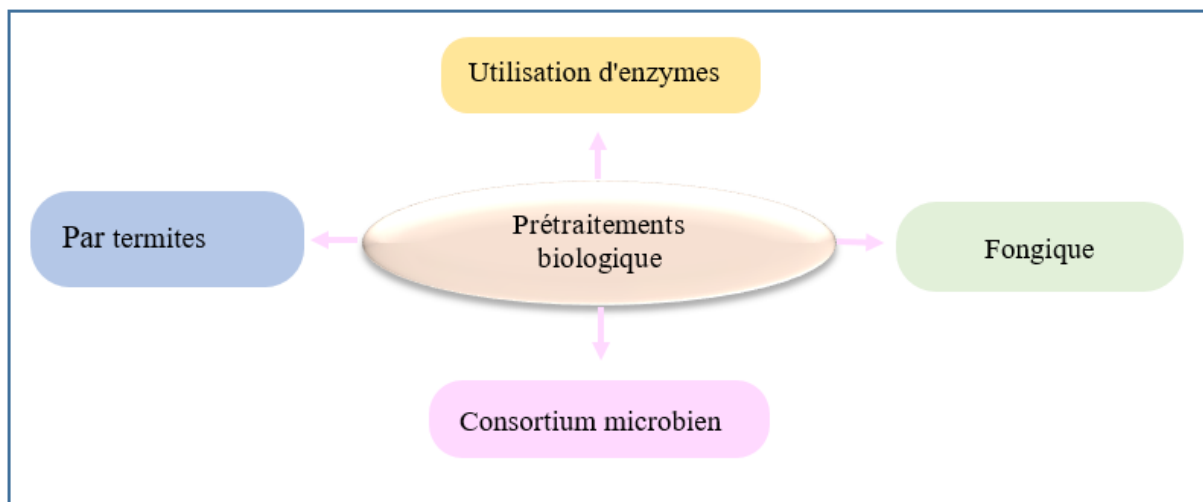 Utilisation d'enzymes
Par termites
Prétraitements
biologique
Fongique
Consortium microbien